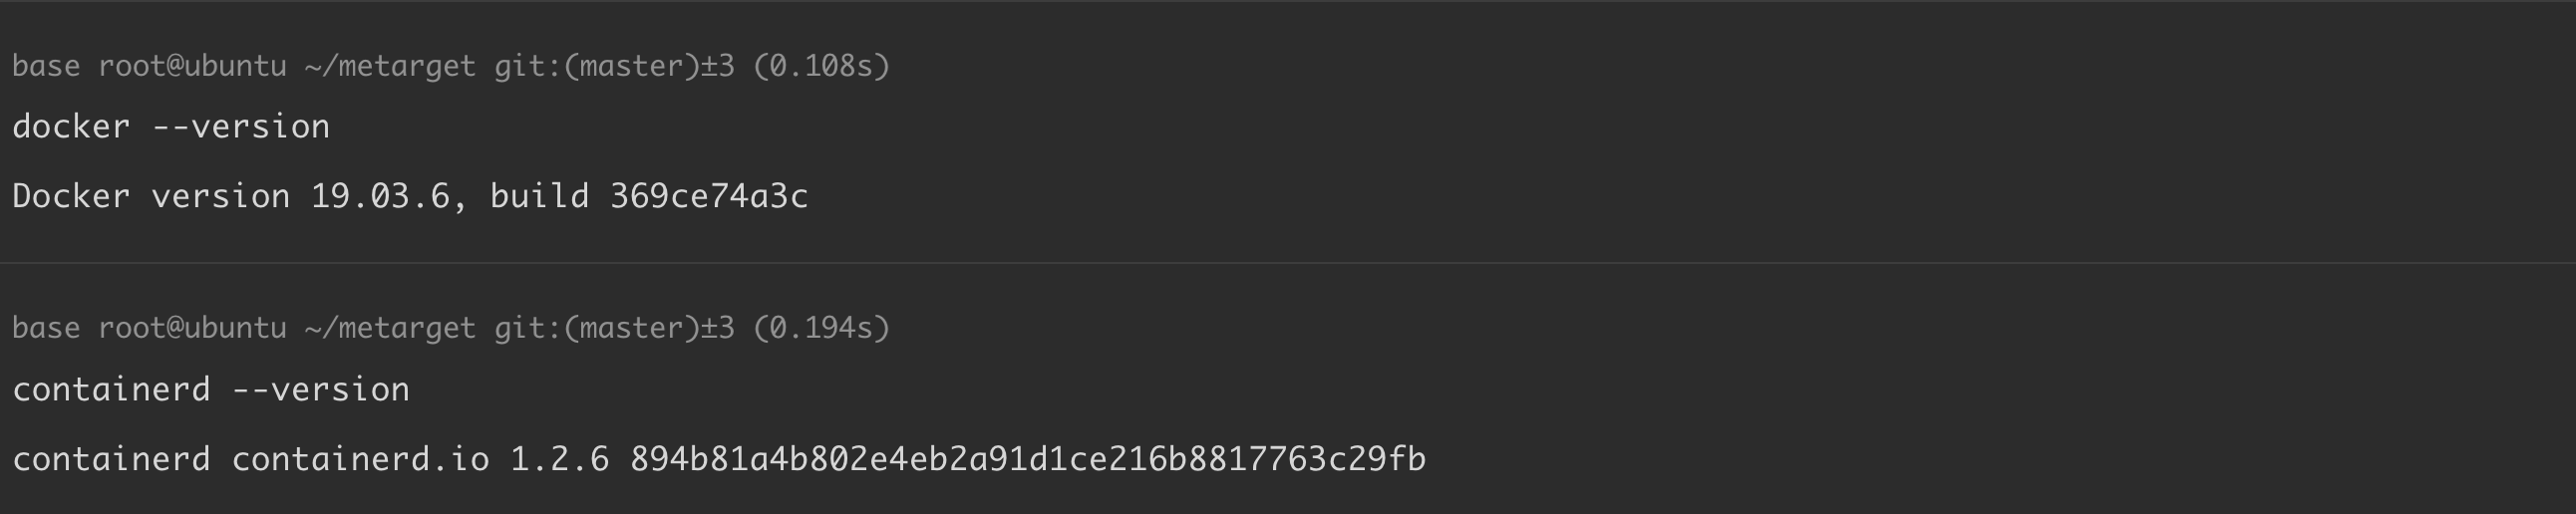 base root@ubuntu ~/metarget git:(master)±3 (0.108s)
docker --version
Docker version 19.03.6, build 369ce74a3c
base root@ubuntu ~/metarget git:(master)±3 (0.194s)
containerd --version
containerd containerd.io 1.2.6 894b81a4b802e4eb2a91d1ce216b8817763c29fb